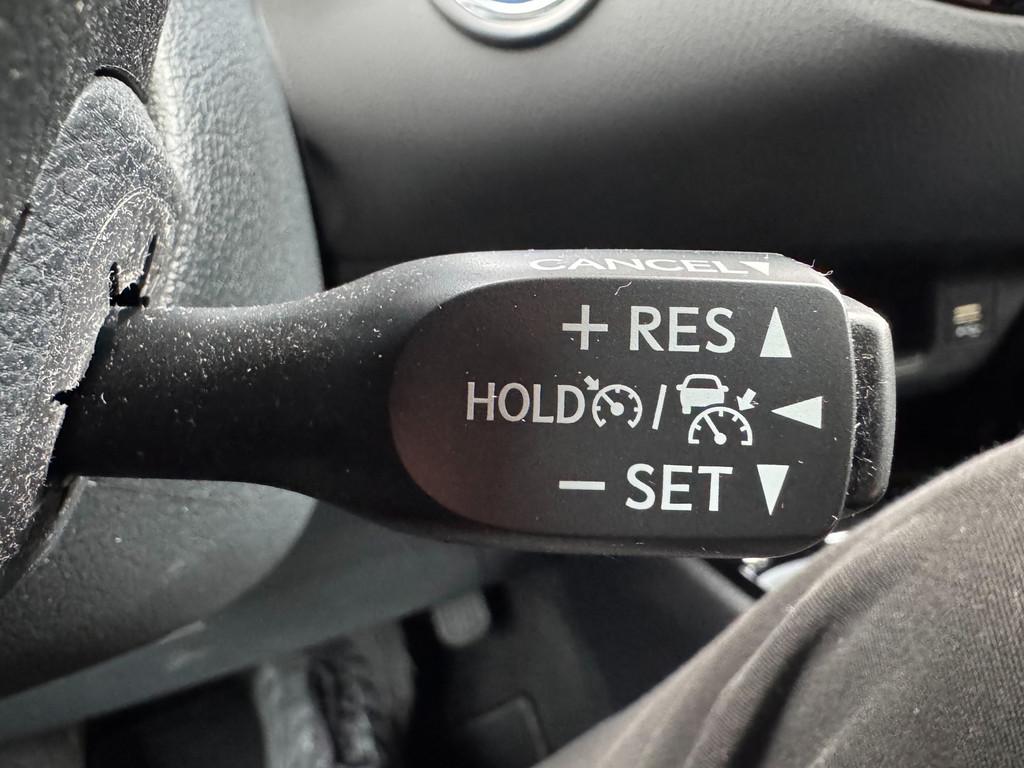 CANCEL
+ RES
HOLD /
− SET